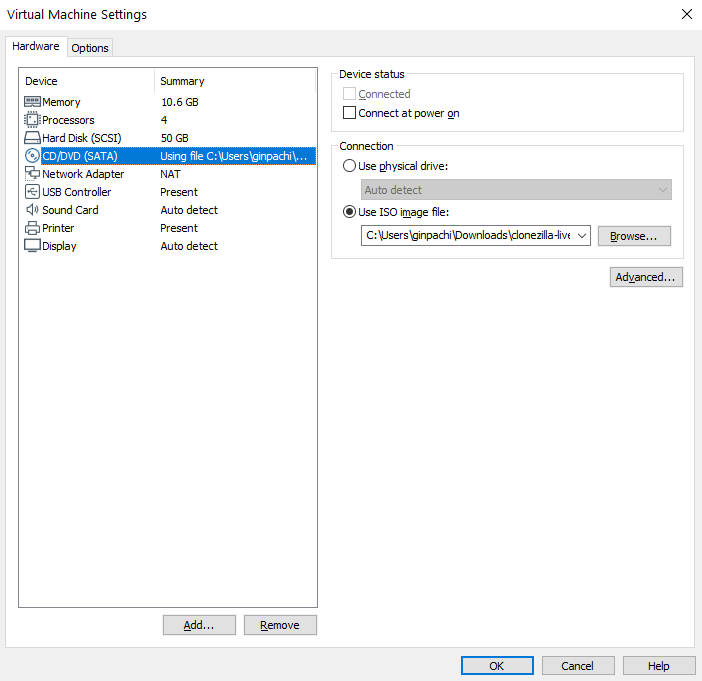 Virtual Machine Settings
Hardware Options
Device Summary
Memory 10.6 GB
Processors 4
Hard Disk (SCSI) 50 GB
CD/DVD (SATA) Using file C:\Users\ginpachi\...
Network Adapter NAT
USB Controller Present
Sound Card Auto detect
Printer Present
Display Auto detect
Add... Remove
Device status
Connected
Connect at power on
Connection
Use physical drive:
Auto detect
Use ISO image file:
C:\Users\ginpachi\Downloads\clonezilla-live Browse...
Advanced...
OK Cancel Help